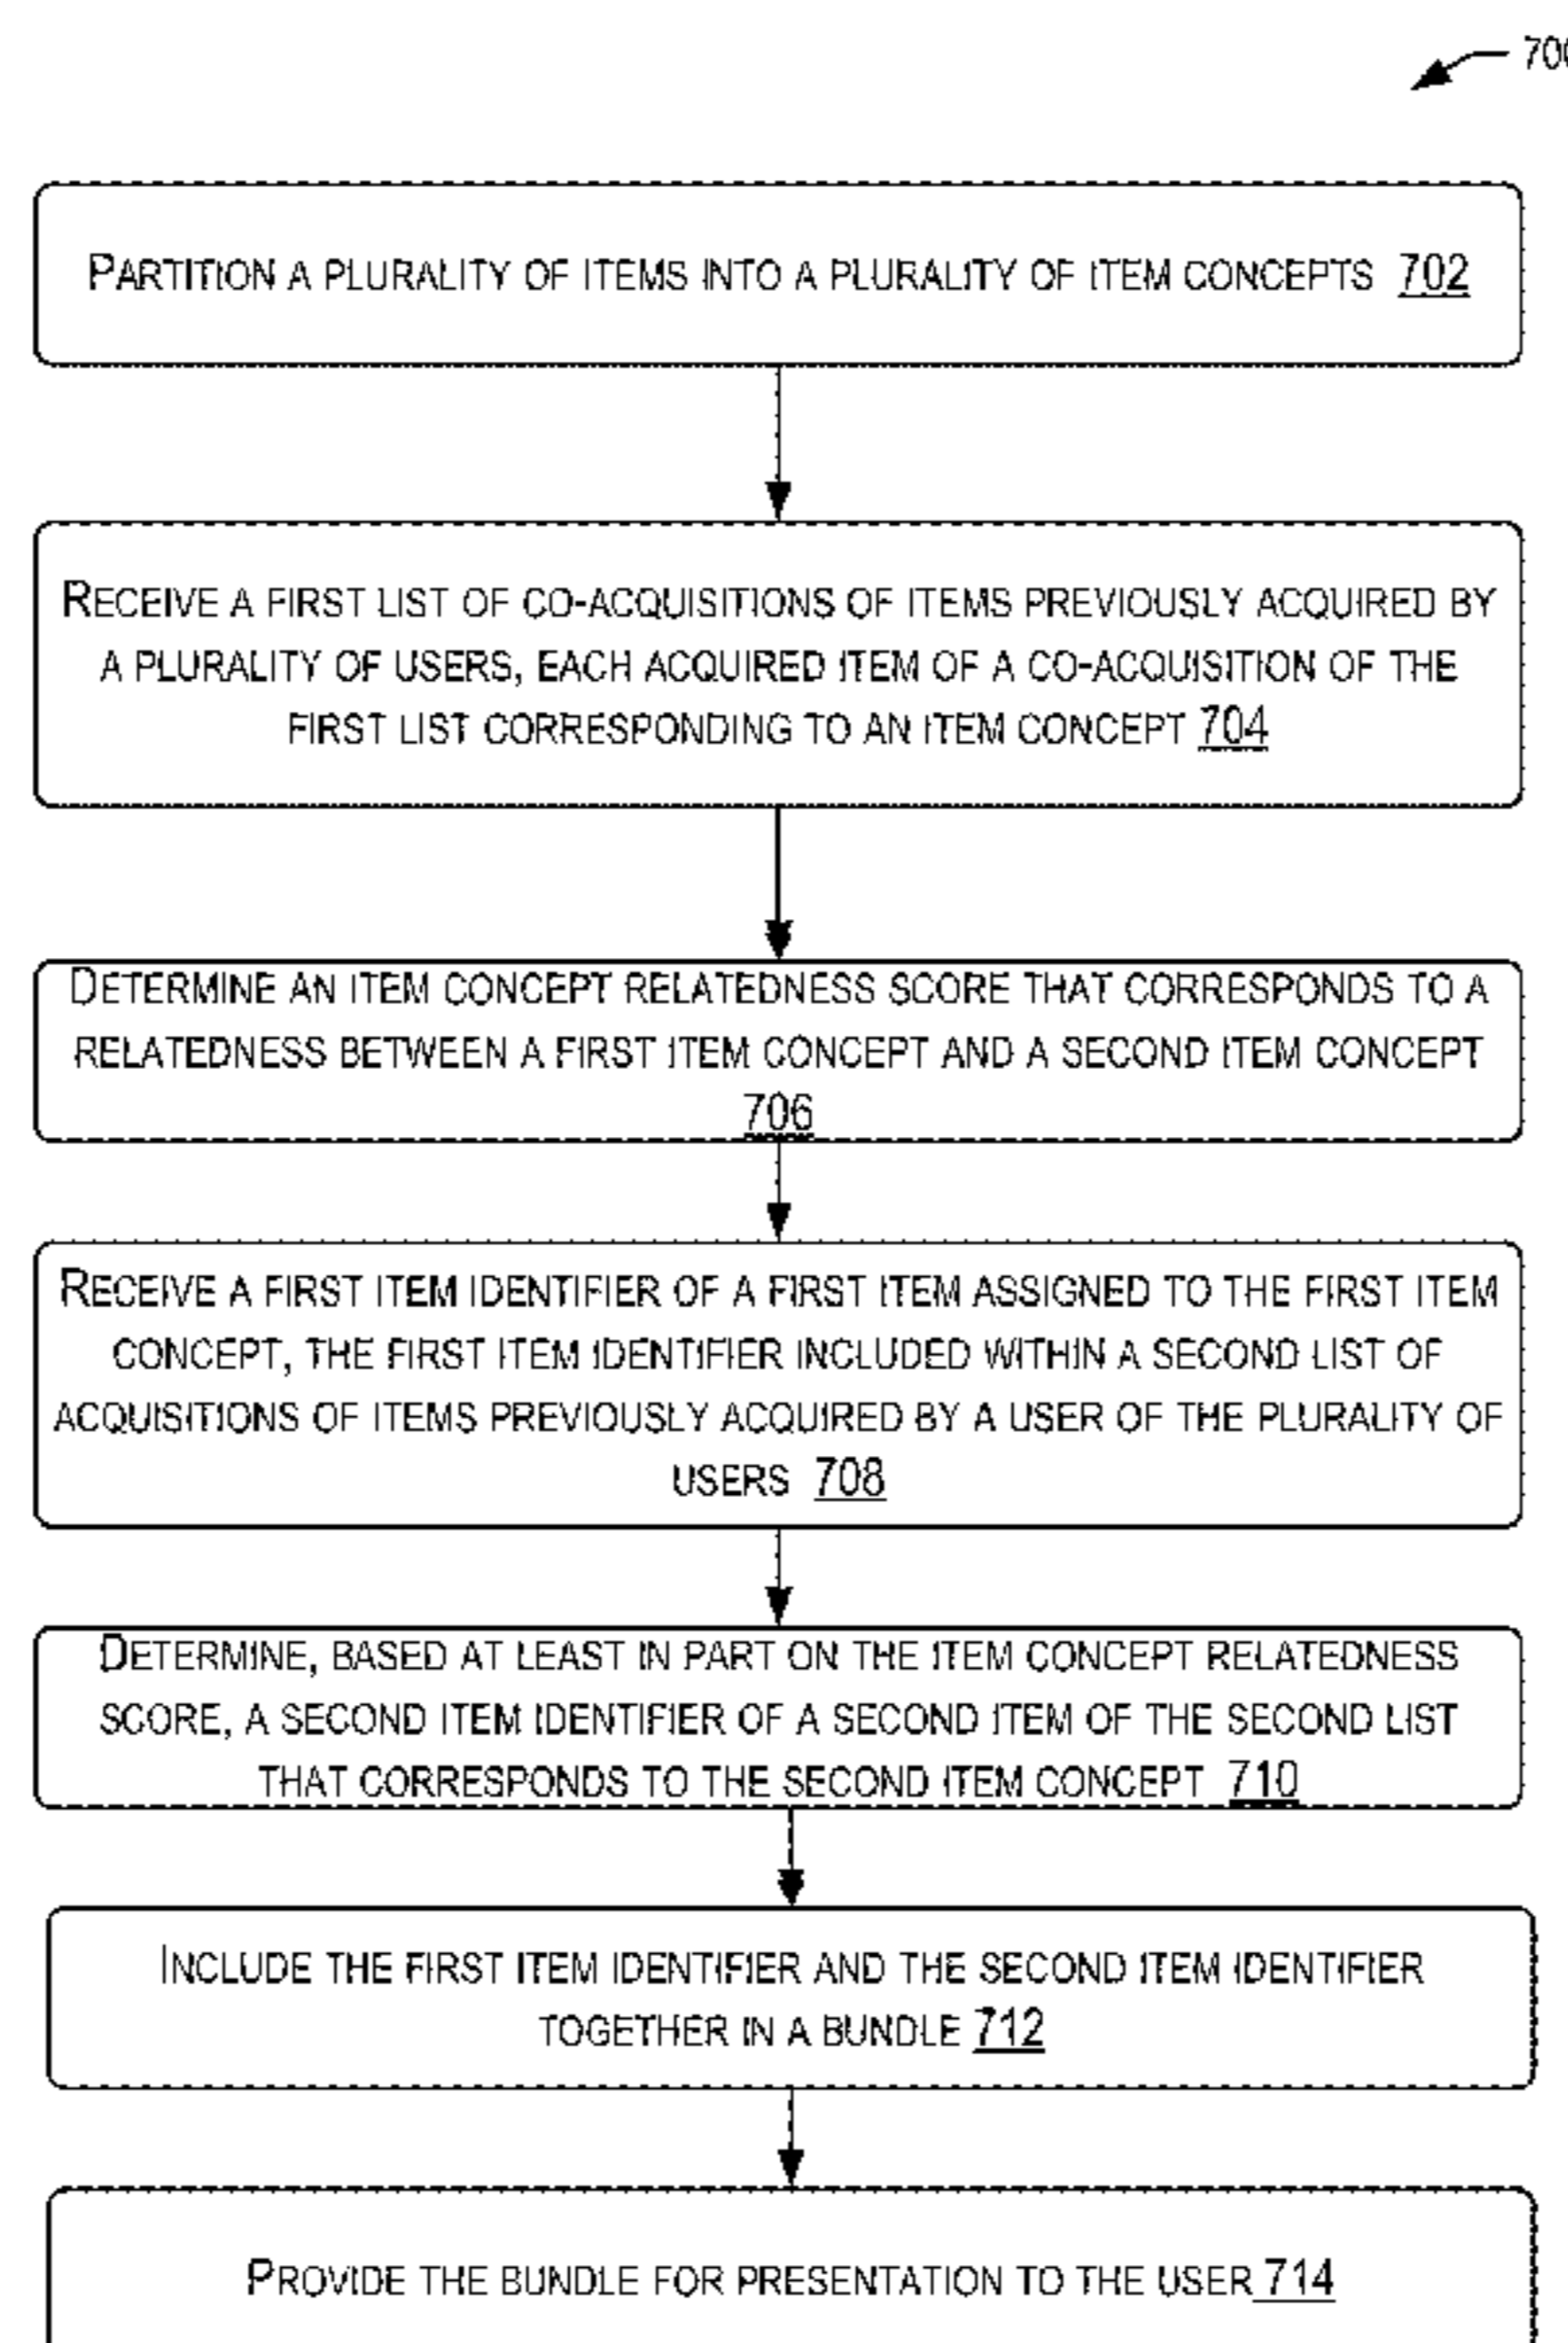 700
PARTITION A PLURALITY OF ITEMS INTO A PLURALITY OF ITEM CONCEPTS 702
RECEIVE A FIRST LIST OF CO-ACQUISITIONS OF ITEMS PREVIOUSLY ACQUIRED BY
A PLURALITY OF USERS, EACH ACQUIRED ITEM OF A CO-ACQUISITION OF THE
FIRST LIST CORRESPONDING TO AN ITEM CONCEPT 704
DETERMINE AN ITEM CONCEPT RELATEDNESS SCORE THAT CORRESPONDS TO A
RELATEDNESS BETWEEN A FIRST ITEM CONCEPT AND A SECOND ITEM CONCEPT
706
RECEIVE A FIRST ITEM IDENTIFIER OF A FIRST ITEM ASSIGNED TO THE FIRST ITEM
CONCEPT, THE FIRST ITEM IDENTIFIER INCLUDED WITHIN A SECOND LIST OF
ACQUISITIONS OF ITEMS PREVIOUSLY ACQUIRED BY A USER OF THE PLURALITY OF
USERS 708
DETERMINE, BASED AT LEAST IN PART ON THE ITEM CONCEPT RELATEDNESS
SCORE, A SECOND ITEM IDENTIFIER OF A SECOND ITEM OF THE SECOND LIST
THAT CORRESPONDS TO THE SECOND ITEM CONCEPT 710
INCLUDE THE FIRST ITEM IDENTIFIER AND THE SECOND ITEM IDENTIFIER
TOGETHER IN A BUNDLE 712
PROVIDE THE BUNDLE FOR PRESENTATION TO THE USER 714